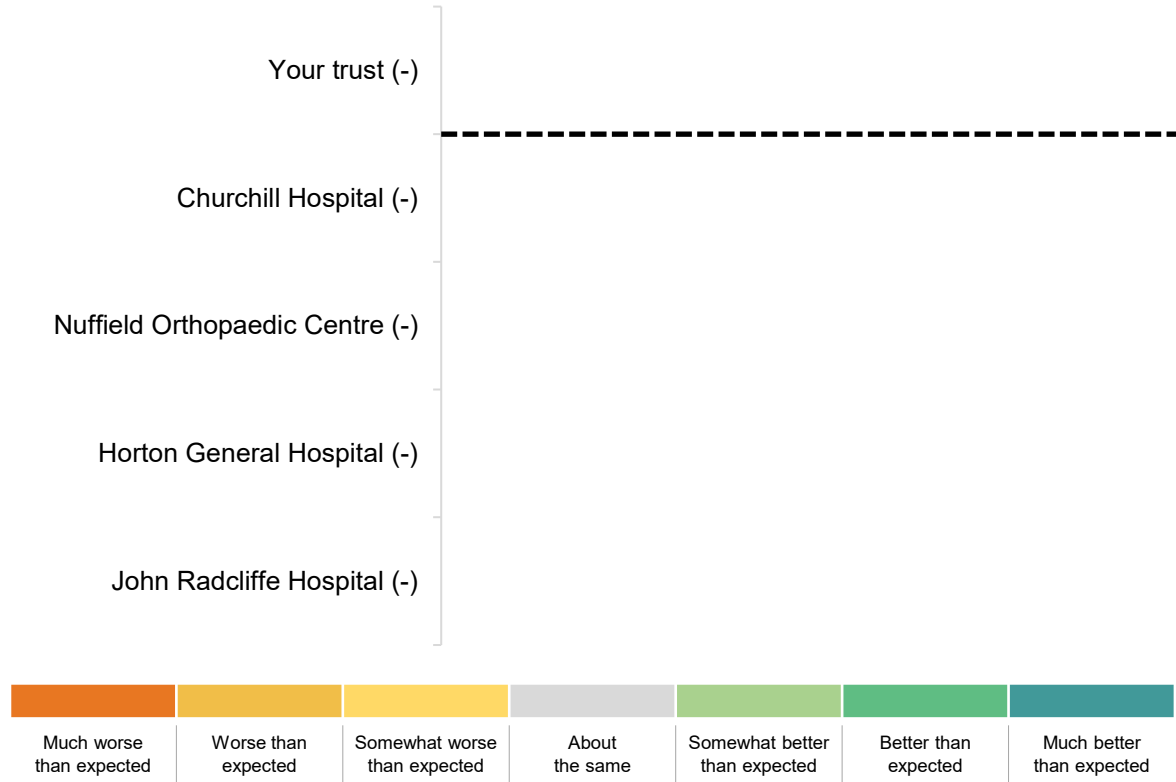 Your trust (-)
Churchill Hospital (-)
Nuffield Orthopaedic Centre (-)
Horton General Hospital (-)
John Radcliffe Hospital (-)
Much worse
than expected
Worse than
expected
Somewhat worse
than expected
About
the same
Somewhat better
than expected
Better than
expected
Much better
than expected